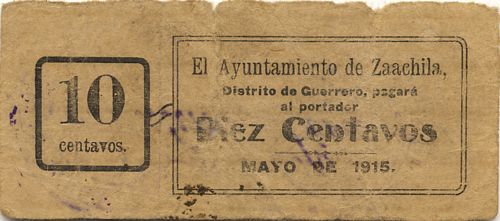 10
centavos.
El Ayuntamiento de Zaachila,
Distrito de Guerrero, pagará
al portador
Diez Centavos
MAYO DE 1915.